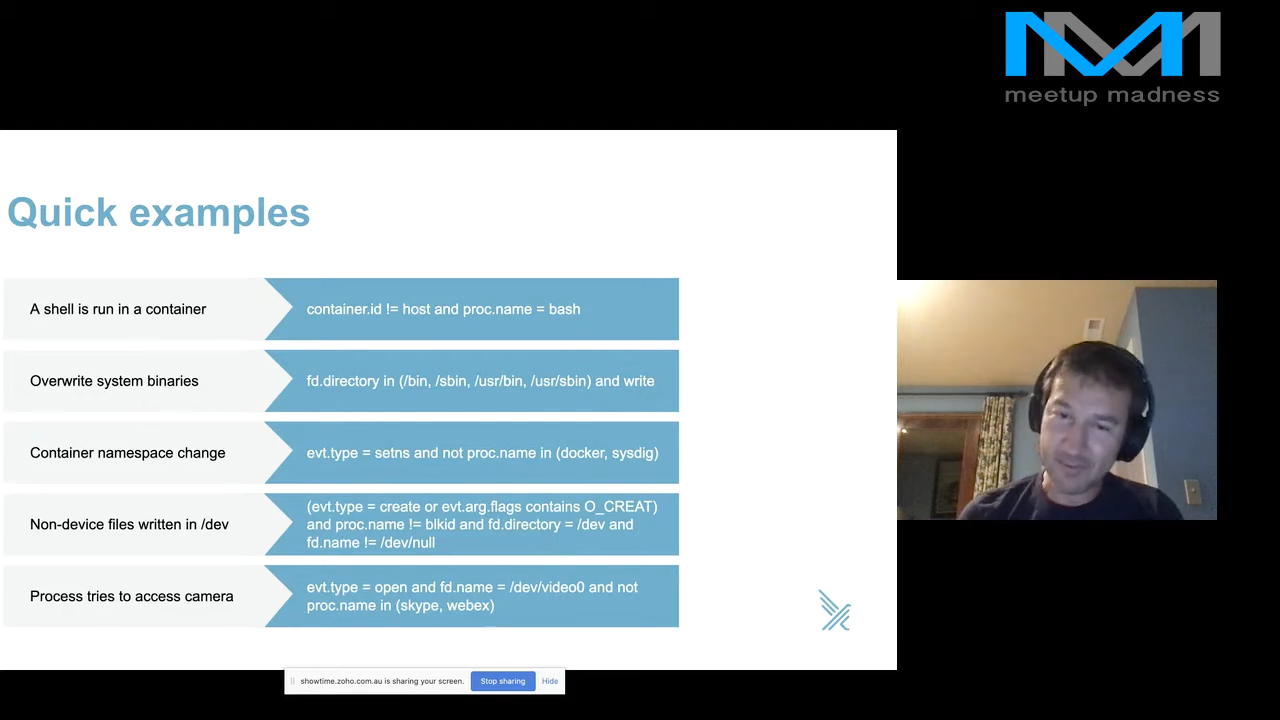 meetup madness
Quick examples
A shell is run in a container
container.id != host and proc.name = bash
Overwrite system binaries
fd.directory in (/bin, /sbin, /usr/bin, /usr/sbin) and write
Container namespace change
evt.type = setns and not proc.name in (docker, sysdig)
Non-device files written in /dev
(evt.type = create or evt.arg.flags contains O_CREAT)
and proc.name != blkid and fd.directory = /dev and
fd.name != /dev/null
Process tries to access camera
evt.type = open and fd.name = /dev/video0 and not
proc.name in (skype, webex)
showtime.zoho.com.au is sharing your screen.
Stop sharing
Hide